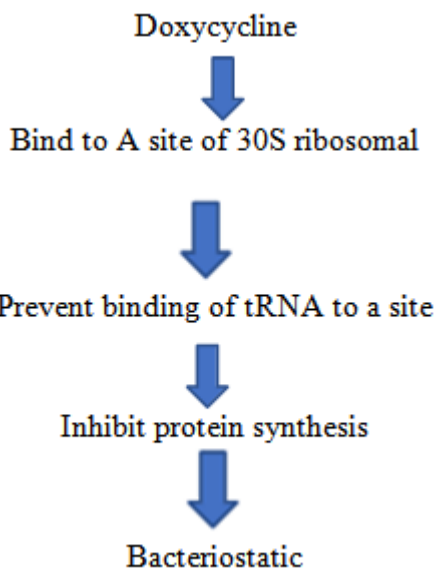 Doxycycline
Bind to A site of 30S ribosomal
Prevent binding of tRNA to a site
Inhibit protein synthesis
Bacteriostatic